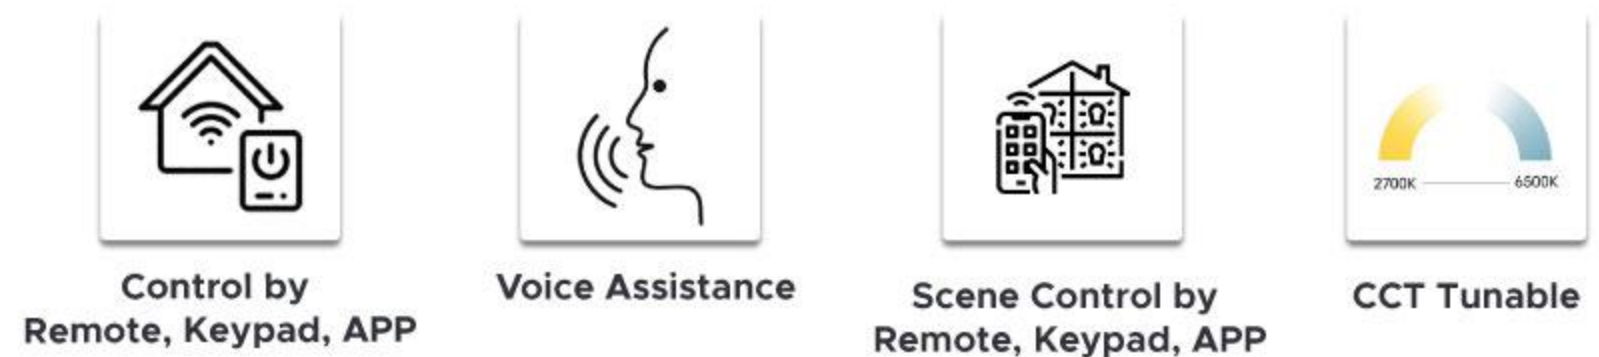 Control by
Remote, Keypad, APP
Voice Assistance
Scene Control by
Remote, Keypad, APP
2700K
6500K
CCT Tunable